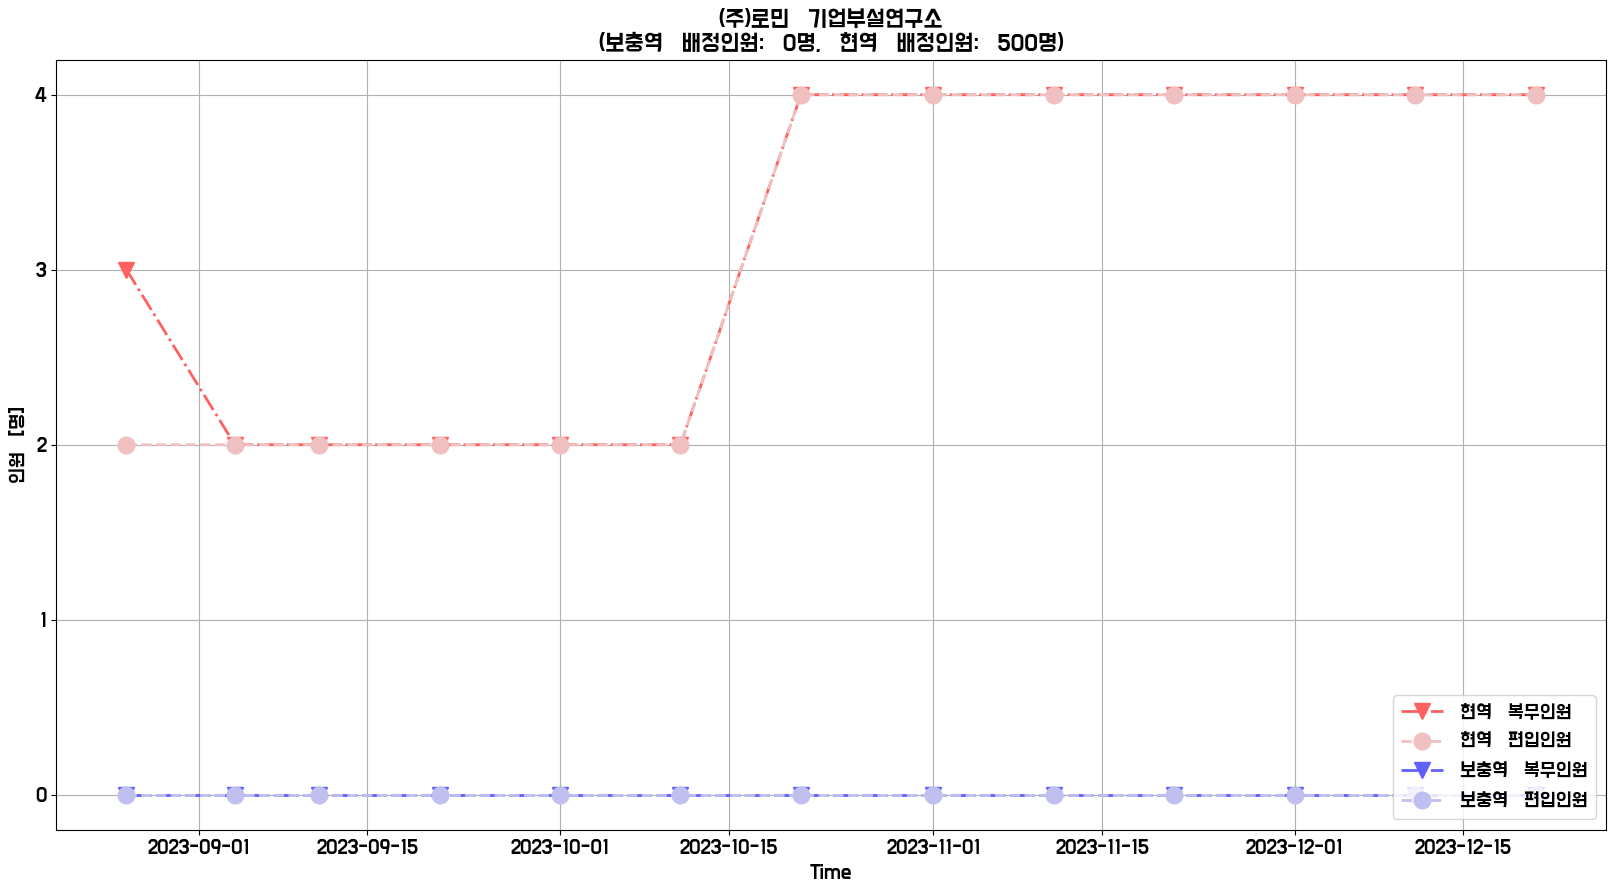 (주)로민 기업부설연구소
(보충역 배정인원: 0명, 현역 배정인원: 500명)
4
3
2
1
0
인원 [명]
2023-09-01 2023-09-15 2023-10-01 2023-10-15 2023-11-01 2023-11-15 2023-12-01 2023-12-15
Time
현역 복무인원
현역 편입인원
보충역 복무인원
보충역 편입인원